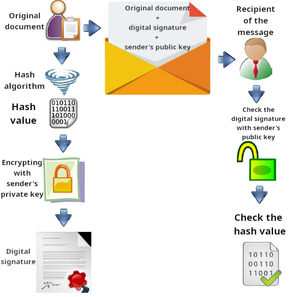 Original
document
Hash
algorithm
Hash
value
010110
110011
101000
0001
Encrypting
with
sender's
private key
Digital
signature
Original document
+
digital signature
+
sender's public key
Recipient
of the
message
Check the
digital signature
with sender's
public key
Check the
the hash value
10110
00110
11001